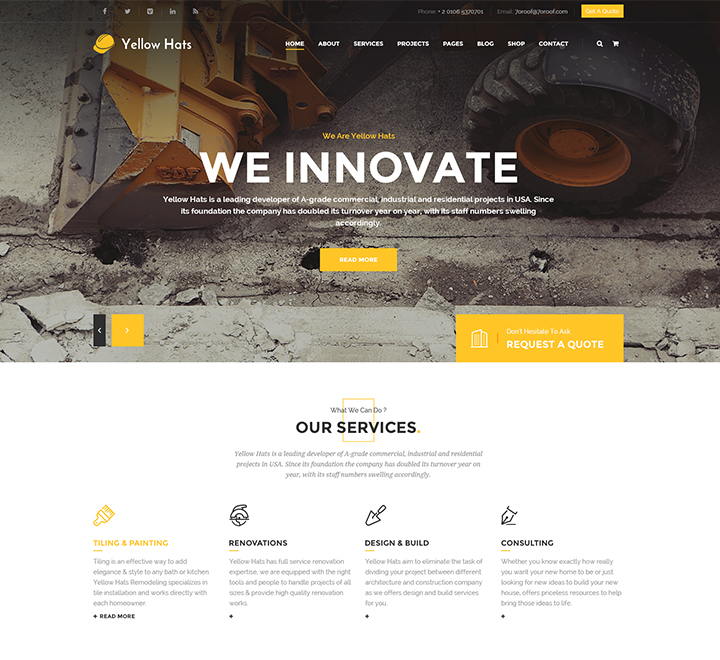 Phone: + 2 0106 5370701 Email: 7oroof@7oroof.com Get A Quote
Yellow Hats HOME ABOUT SERVICES PROJECTS PAGES BLOG SHOP CONTACT
We Are Yellow Hats
WE INNOVATE
Yellow Hats is a leading developer of A-grade commercial, industrial and residential projects in USA. Since
its foundation the company has doubled its turnover year on year, with its staff numbers swelling
accordingly.
READ MORE
Don't Hesitate To Ask
REQUEST A QUOTE
What We Can Do ?
OUR SERVICES.
Yellow Hats is a leading developer of A-grade commercial, industrial and residential
projects in USA. Since its foundation the company has doubled its turnover year on
year, with its staff numbers swelling accordingly.
TILING & PAINTING
Tiling is an effective way to add
elegance & style to any bath or kitchen
Yellow Hats Remodeling specializes in
tile installation and works directly with
each homeowner.
+ READ MORE
RENOVATIONS
Yellow Hats has full service renovation
expertise, we are equipped with the right
tools and people to handle projects of all
sizes & provide high quality renovation
works.
+
DESIGN & BUILD
Yellow Hats aim to eliminate the task of
dividing your project between different
architecture and construction company
as we offers design and build services
for you.
+
CONSULTING
Whether you know exactly how really
you want your new home to be or just
looking for new ideas to build your new
house, offers priceless resources to help
bring those ideas to life.
+